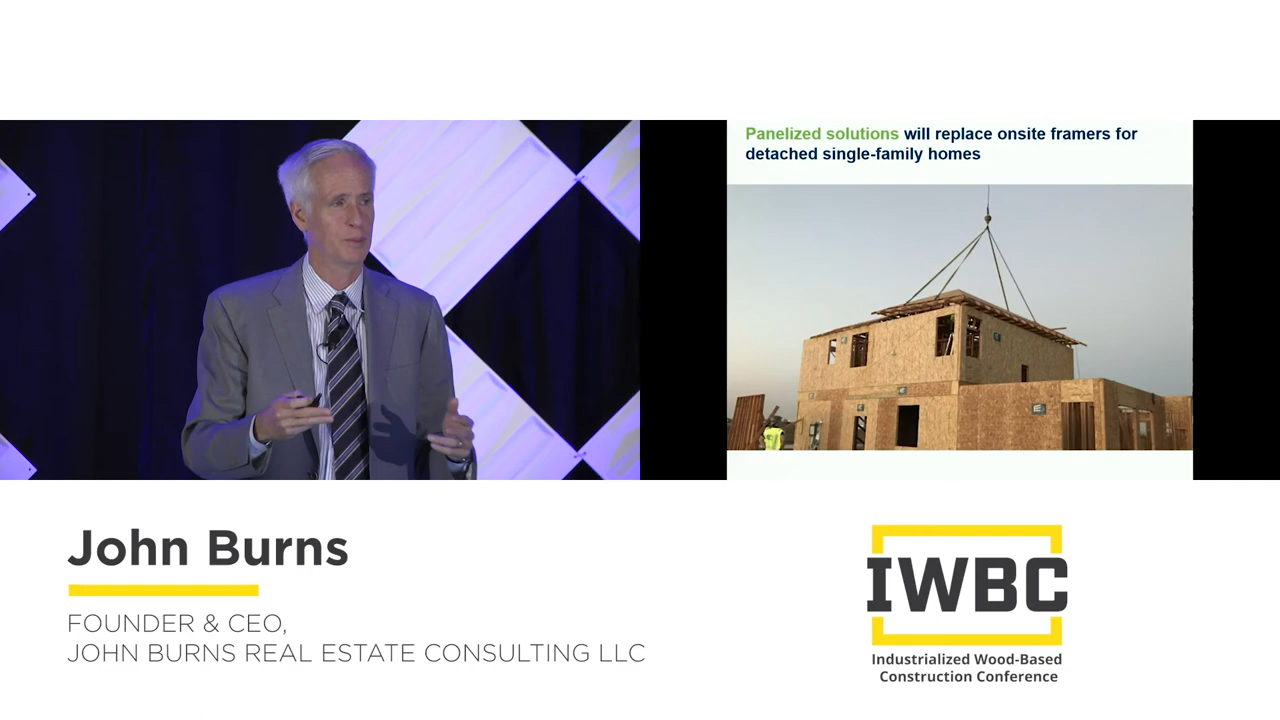 Panelized solutions will replace onsite framers for
detached single-family homes
John Burns
FOUNDER & CEO,
JOHN BURNS REAL ESTATE CONSULTING LLC
IWBC
Industrialized Wood-Based
Construction Conference